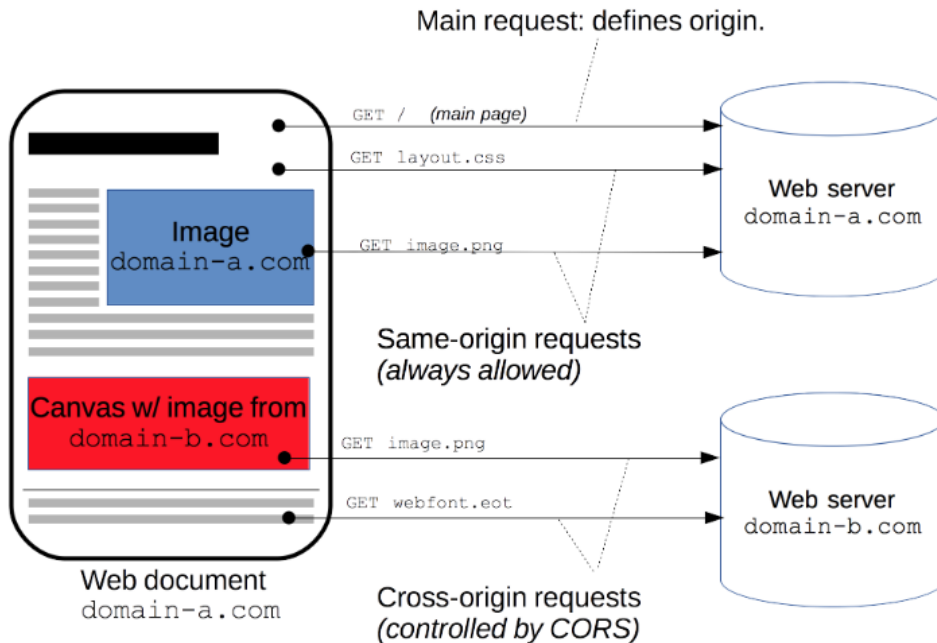 Main request: defines origin.
GET / (main page)
GET layout.css
Image
domain-a.com
GET image.png
Web server
domain-a.com
Same-origin requests
(always allowed)
Canvas w/ image from
domain-b.com
GET image.png
GET webfont.eot
Web server
domain-b.com
Web document
domain-a.com
Cross-origin requests
(controlled by CORS)